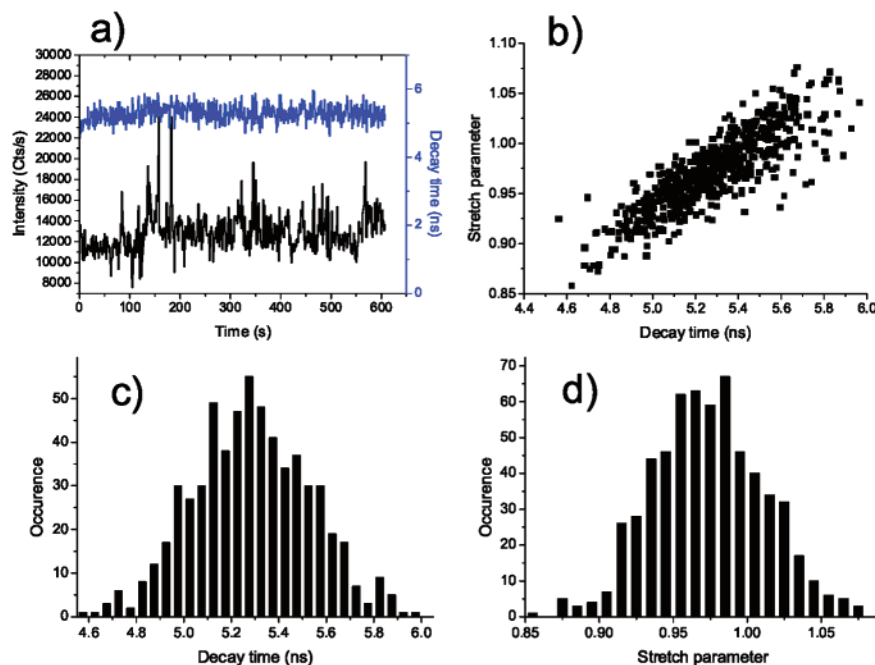 a)
30000
28000
26000
24000
22000
20000
18000
16000
14000
12000
10000
8000
Intensity (Cts/s)
0 100 200 300 400 500 600
Time (s)
6
4
2
0
Decay time (ns)
b)
1.10
1.05
1.00
0.95
0.90
0.85
Stretch parameter
4.4 4.6 4.8 5.0 5.2 5.4 5.6 5.8 6.0
Decay time (ns)
c)
50
40
30
20
10
0
Occurence
4.6 4.8 5.0 5.2 5.4 5.6 5.8 6.0
Decay time (ns)
d)
70
60
50
40
30
20
10
0
Occurence
0.85 0.90 0.95 1.00 1.05
Stretch parameter